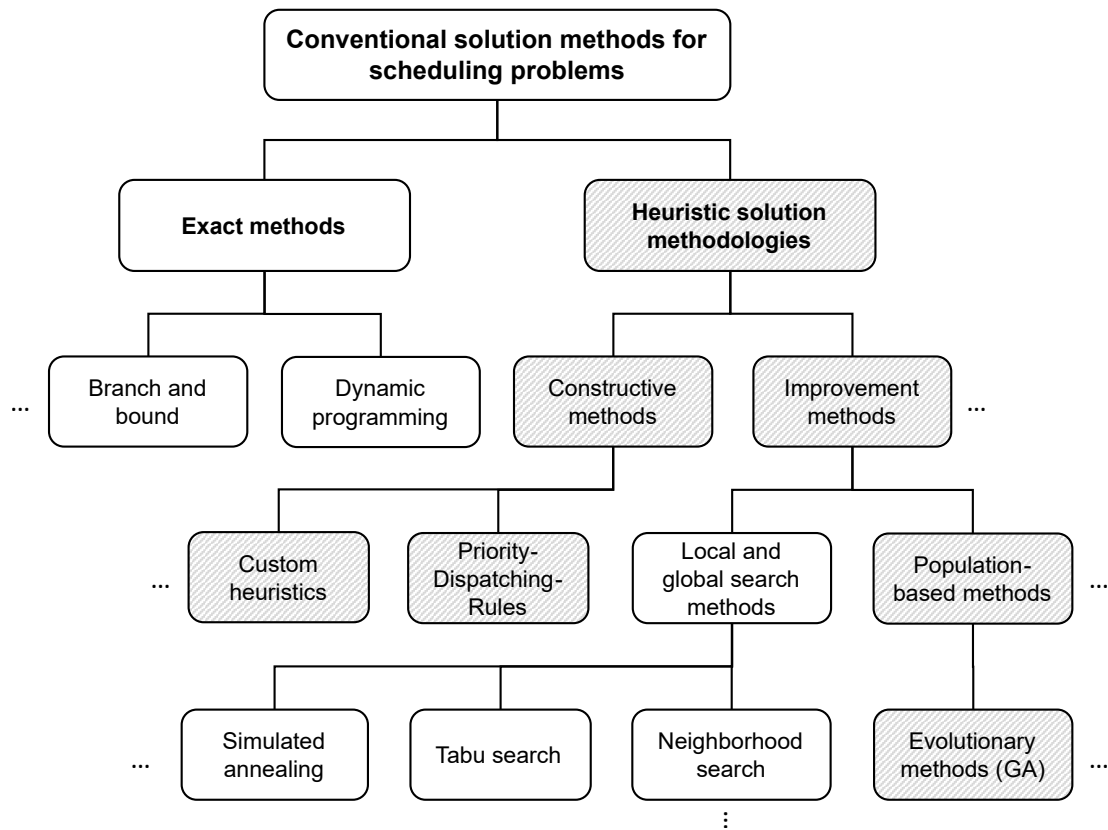 Conventional solution methods for
scheduling problems
Exact methods
Heuristic solution
methodologies
...
Branch and
bound
Dynamic
programming
Constructive
methods
Improvement
methods
...
...
Custom
heuristics
Priority-
Dispatching-
Rules
Local and
global search
methods
Population-
based methods
...
...
Simulated
annealing
Tabu search
Neighborhood
search
...
Evolutionary
methods (GA)
...